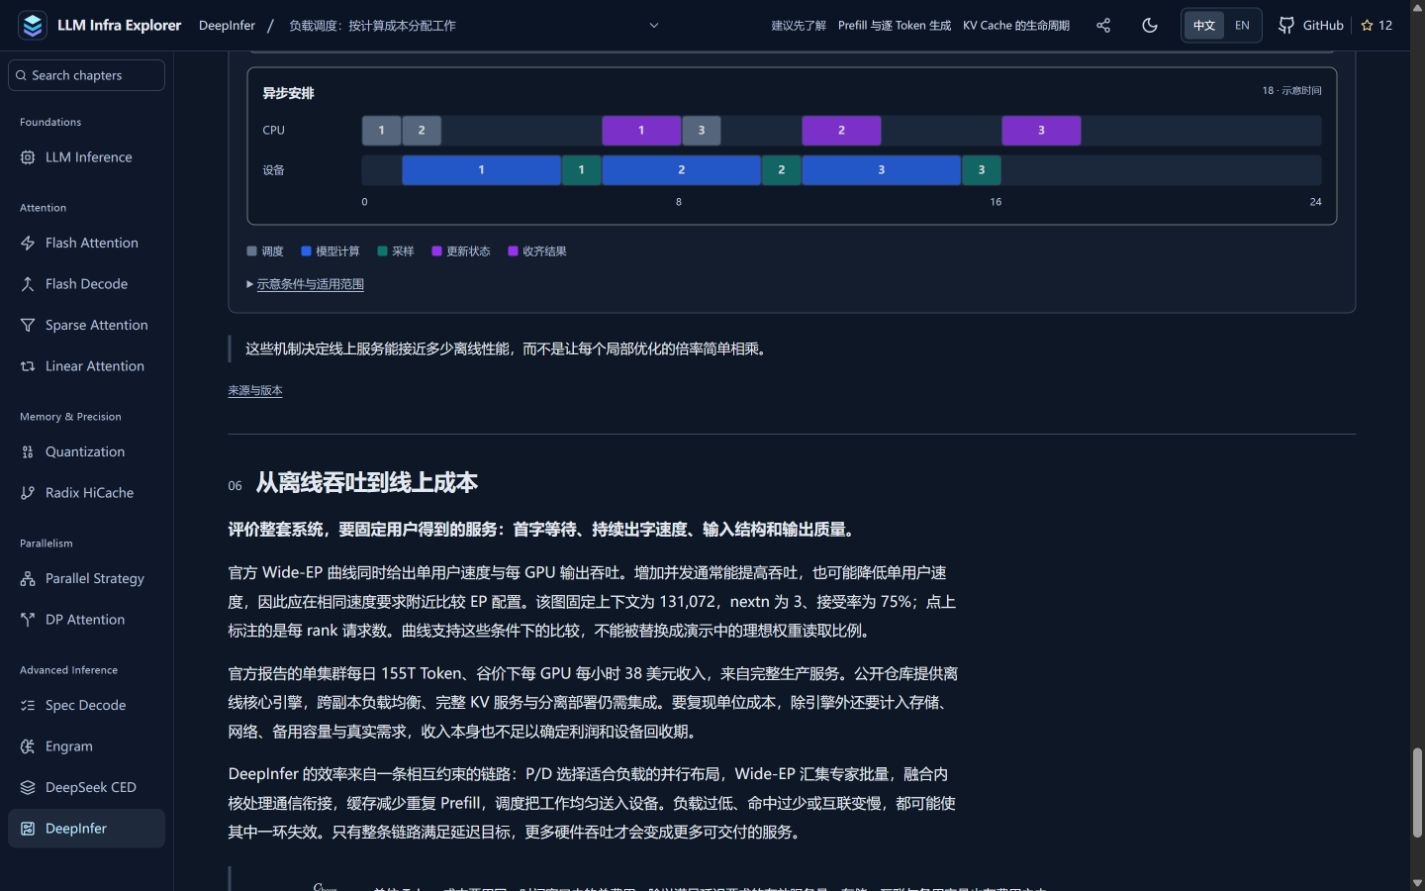 LLM Infra Explorer
DeepInfer / 负载调度：按计算成本分配工作
建议先了解 Prefill 与逐 Token 生成 KV Cache 的生命周期
中文 EN
GitHub
12
Search chapters
Foundations
LLM Inference
Attention
Flash Attention
Flash Decode
Sparse Attention
Linear Attention
Memory & Precision
Quantization
Radix HiCache
Parallelism
Parallel Strategy
DP Attention
Advanced Inference
Spec Decode
Engram
DeepSeek CED
DeepInfer
异步安排
18 · 示意时间
CPU 1 2 1 3 2 3
设备 1 1 2 2 3 3
0 8 16 24
调度 模型计算 采样 更新状态 收齐结果
示意条件与适用范围
这些机制决定线上服务能接近多少离线性能，而不是让每个局部优化的倍率简单相乘。
来源与版本
06 从离线吞吐到线上成本
评价整套系统，要固定用户得到的服务：首字等待、持续出字速度、输入结构和输出质量。
官方 Wide-EP 曲线同时给出单用户速度与每 GPU 输出吞吐。增加并发通常能提高吞吐，也可能降低单用户速
度，因此应在相同速度要求附近比较 EP 配置。该图固定上下文为 131,072，nextn 为 3、接受率为 75%；点上
标注的是每 rank 请求数。曲线支持这些条件下的比较，不能被替换成演示中的理想权重读取比例。
官方报告的单集群每日 155T Token、谷价下每 GPU 每小时 38 美元收入，来自完整生产服务。公开仓库提供离
线核心引擎，跨副本负载均衡、完整 KV 服务与分离部署仍需集成。要复现单位成本，除引擎外还要计入存储、
网络、备用容量与真实需求，收入本身也不足以确定利润和设备回收期。
DeepInfer 的效率来自一条相互约束的链路：P/D 选择适合负载的并行布局，Wide-EP 汇集专家批量，融合内
核处理通信衔接，缓存减少重复 Prefill，调度把工作均匀送入设备。负载过低、命中过少或互联变慢，都可能使
其中一环失效。只有整条链路满足延迟目标，更多硬件吞吐才会变成更多可交付的服务。